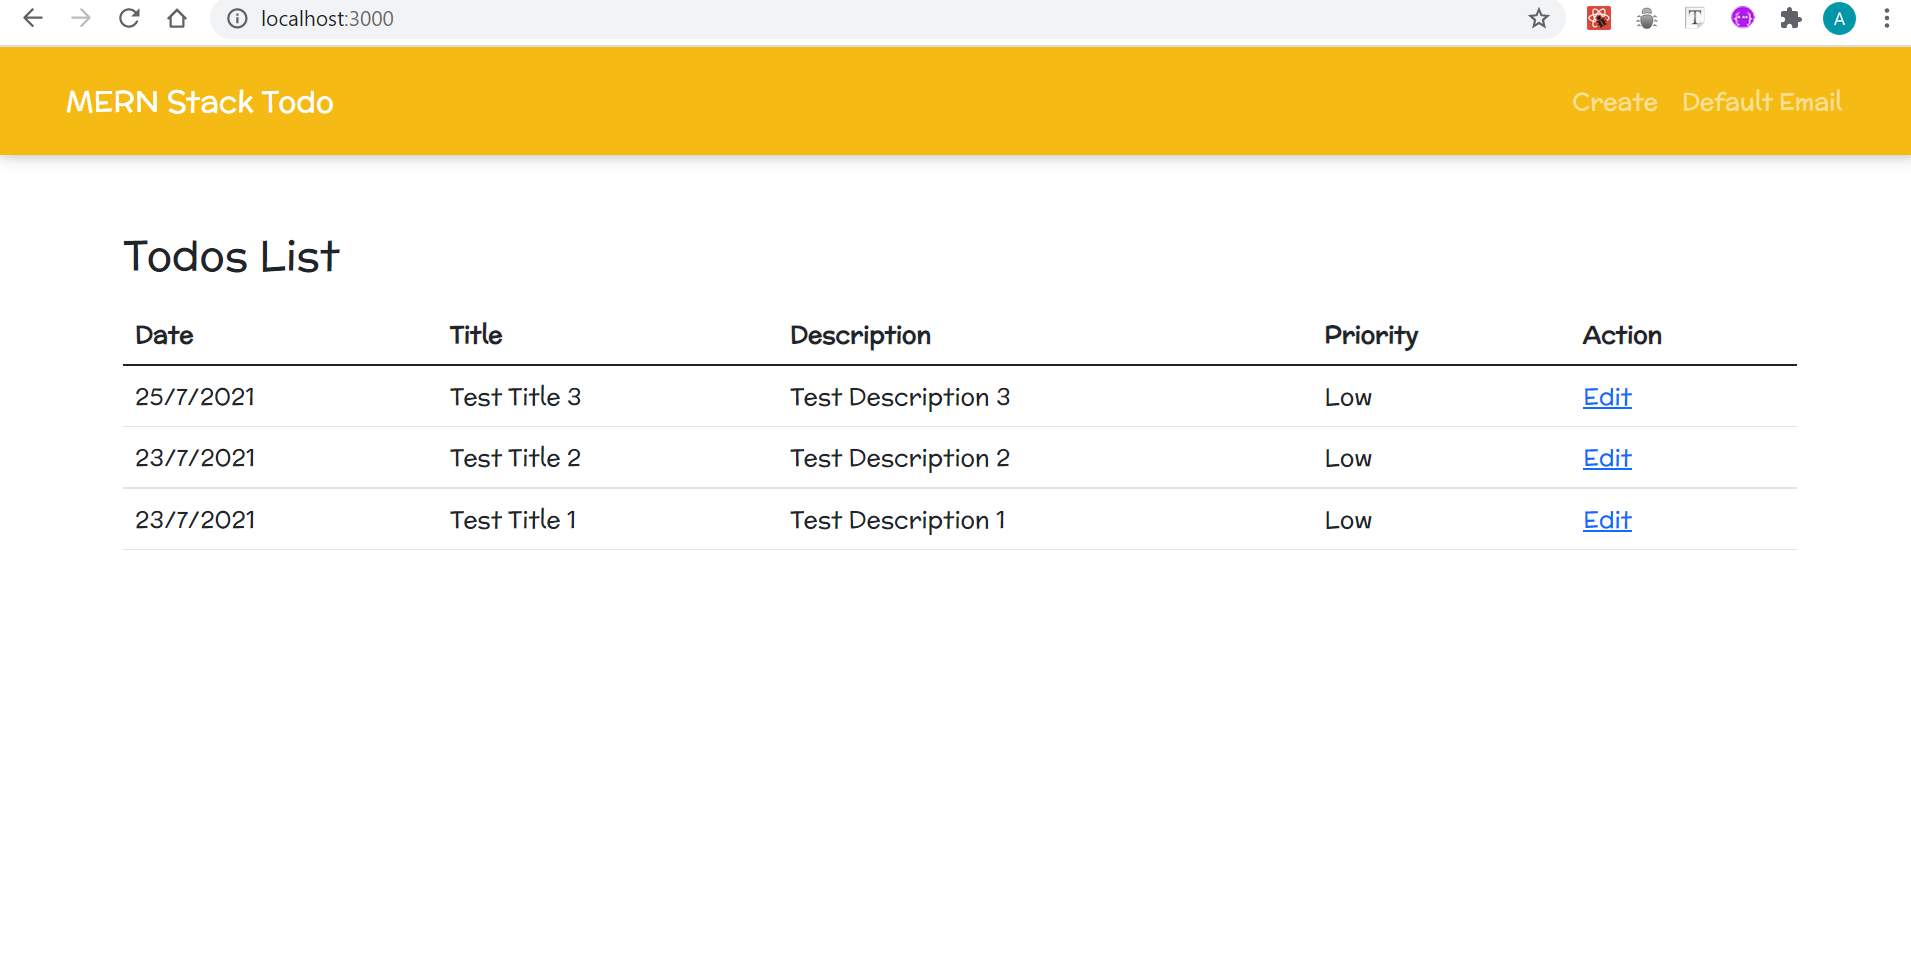 localhost:3000
T
A
MERN Stack Todo Create Default Email
Todos List
Date Title Description Priority Action
25/7/2021 Test Title 3 Test Description 3 Low Edit
23/7/2021 Test Title 2 Test Description 2 Low Edit
23/7/2021 Test Title 1 Test Description 1 Low Edit